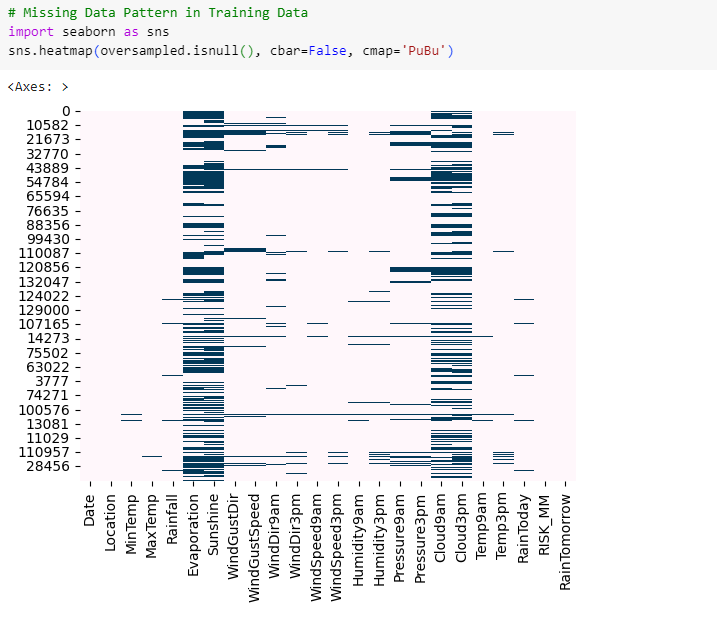 # Missing Data Pattern in Training Data
import seaborn as sns
sns.heatmap(oversampled.isnull(), cbar=False, cmap='PuBu')
<Axes: >
0
10582
21673
32770
43889
54784
65594
76635
88356
99430
110087
120856
132047
124022
129000
107165
14273
75502
63022
3777
74271
100576
13081
11029
110957
28456
Date
Location
MinTemp
MaxTemp
Rainfall
Evaporation
Sunshine
WindGustDir
WindGustSpeed
WindDir9am
WindDir3pm
WindSpeed9am
WindSpeed3pm
Humidity9am
Humidity3pm
Pressure9am
Pressure3pm
Cloud9am
Cloud3pm
Temp9am
Temp3pm
RainToday
RISK_MM
RainTomorrow